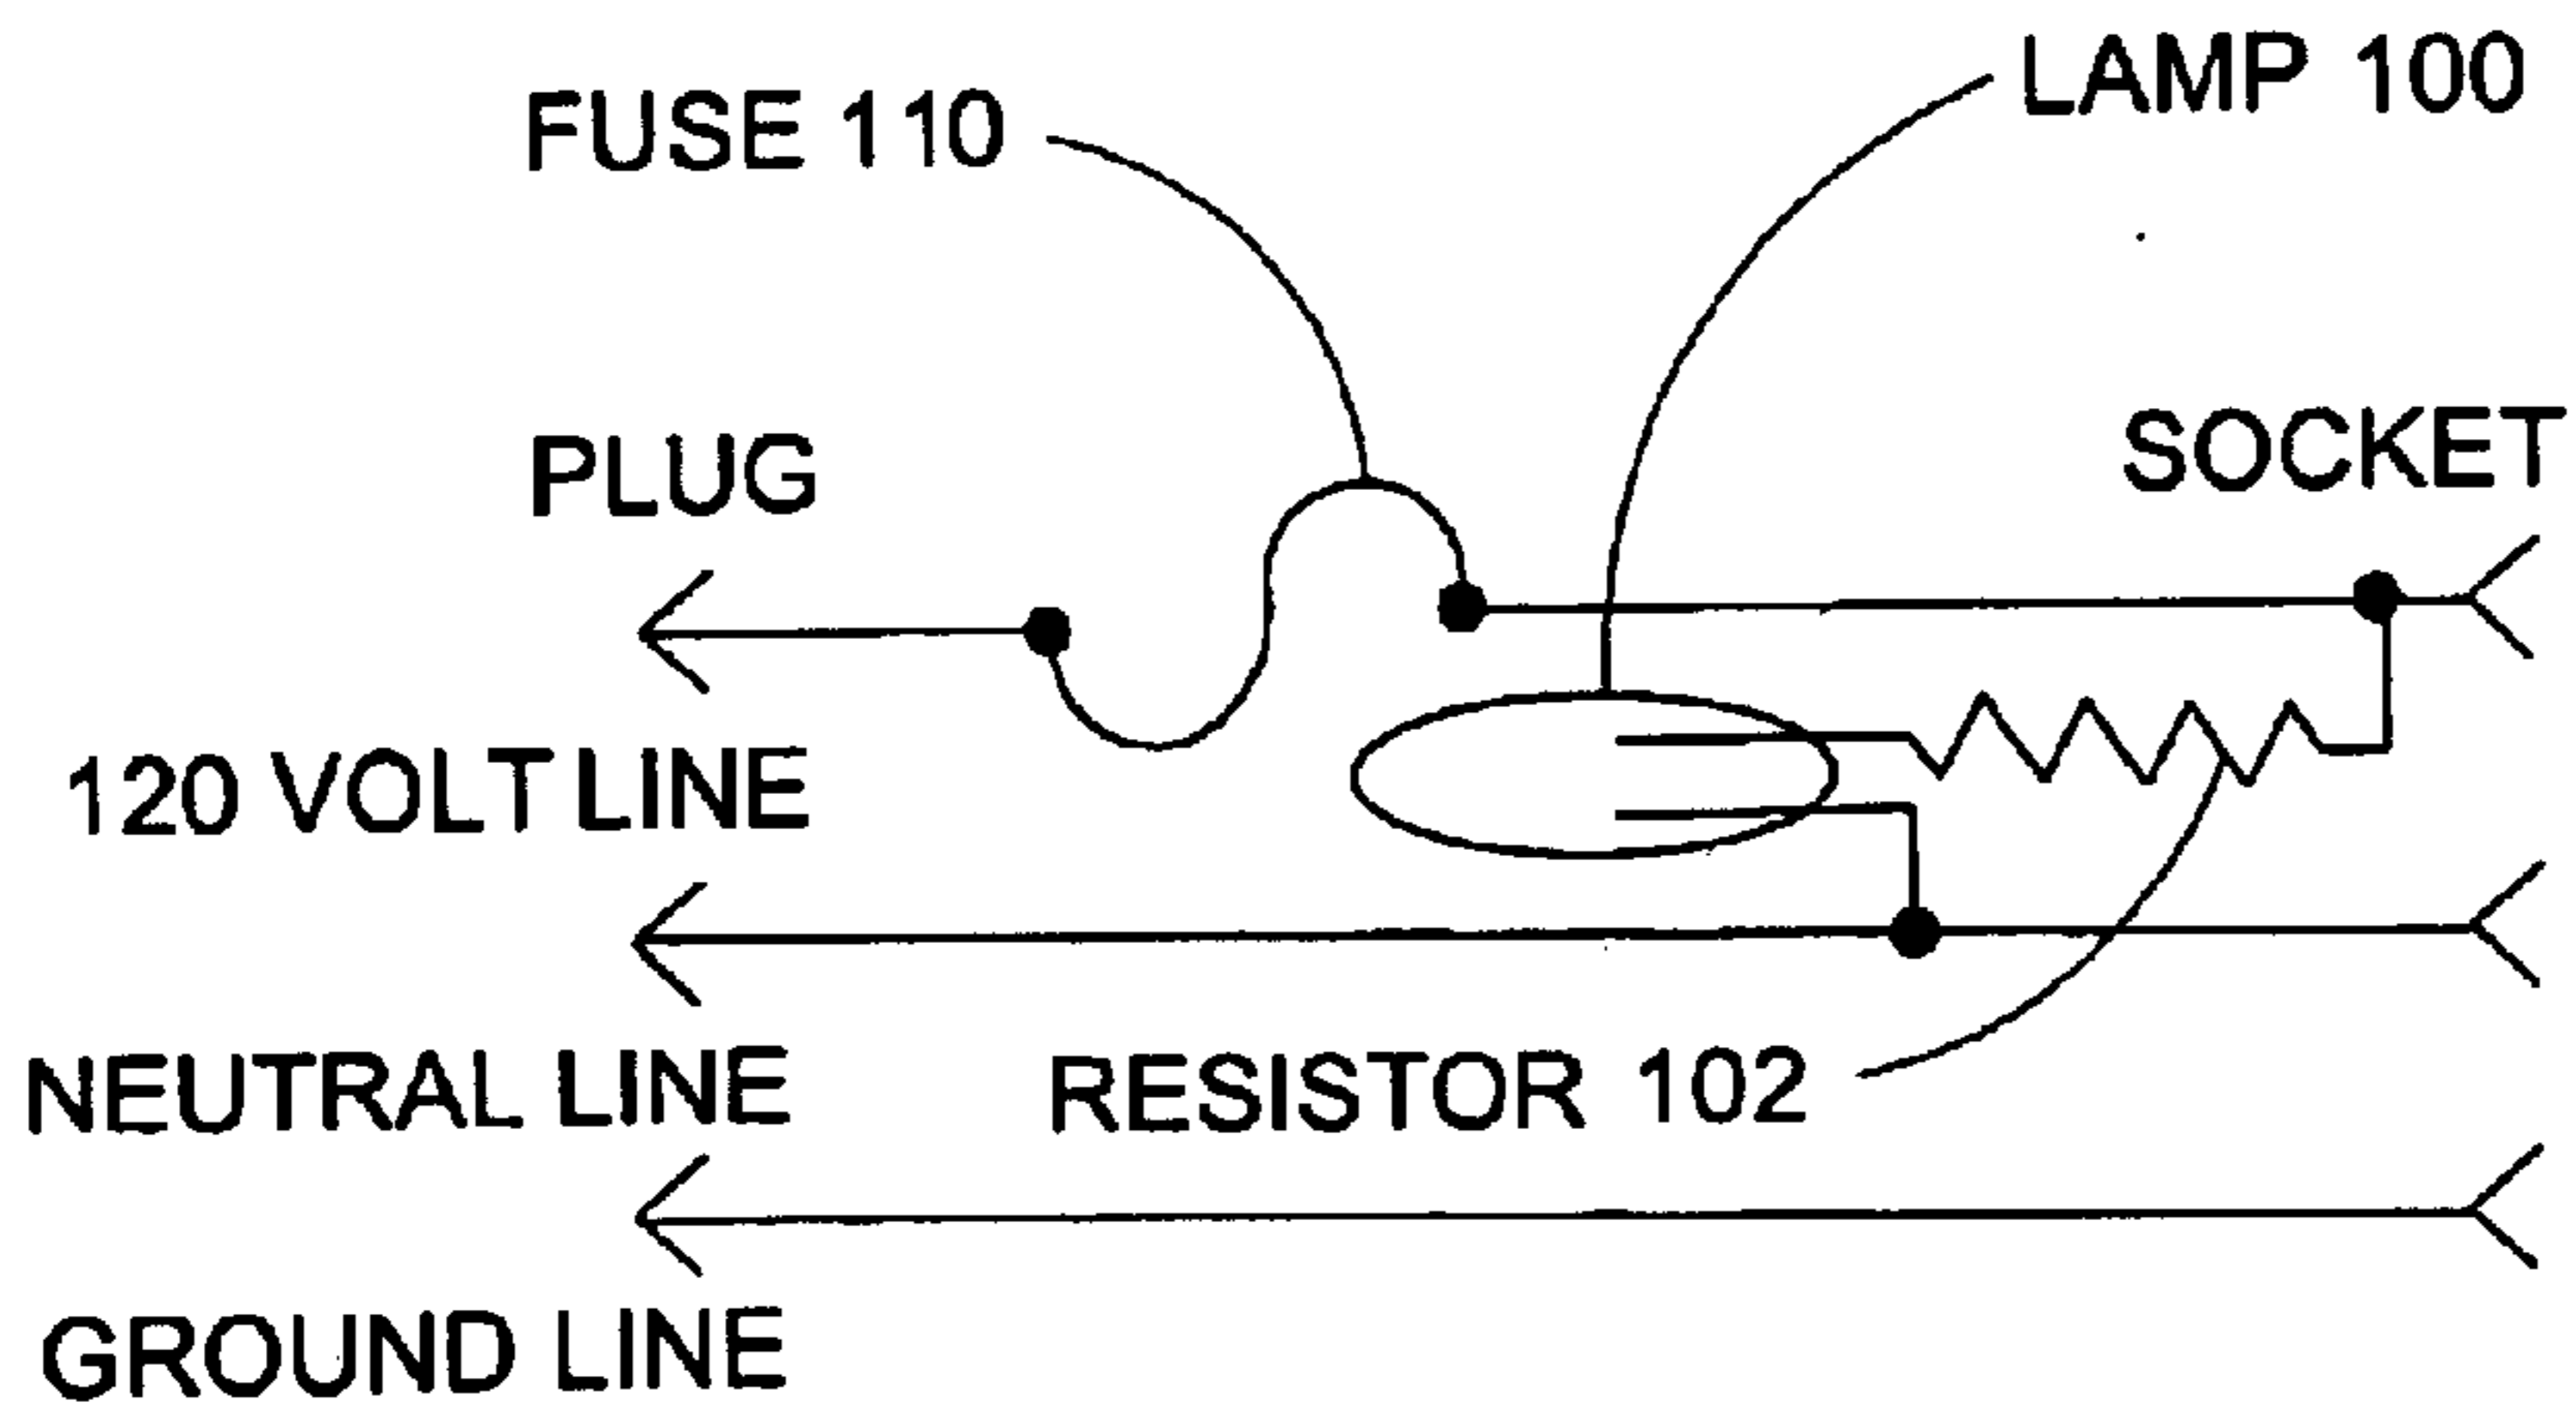 LAMP 100
FUSE 110
SOCKET
PLUG
120 VOLT LINE
NEUTRAL LINE
RESISTOR 102
GROUND LINE